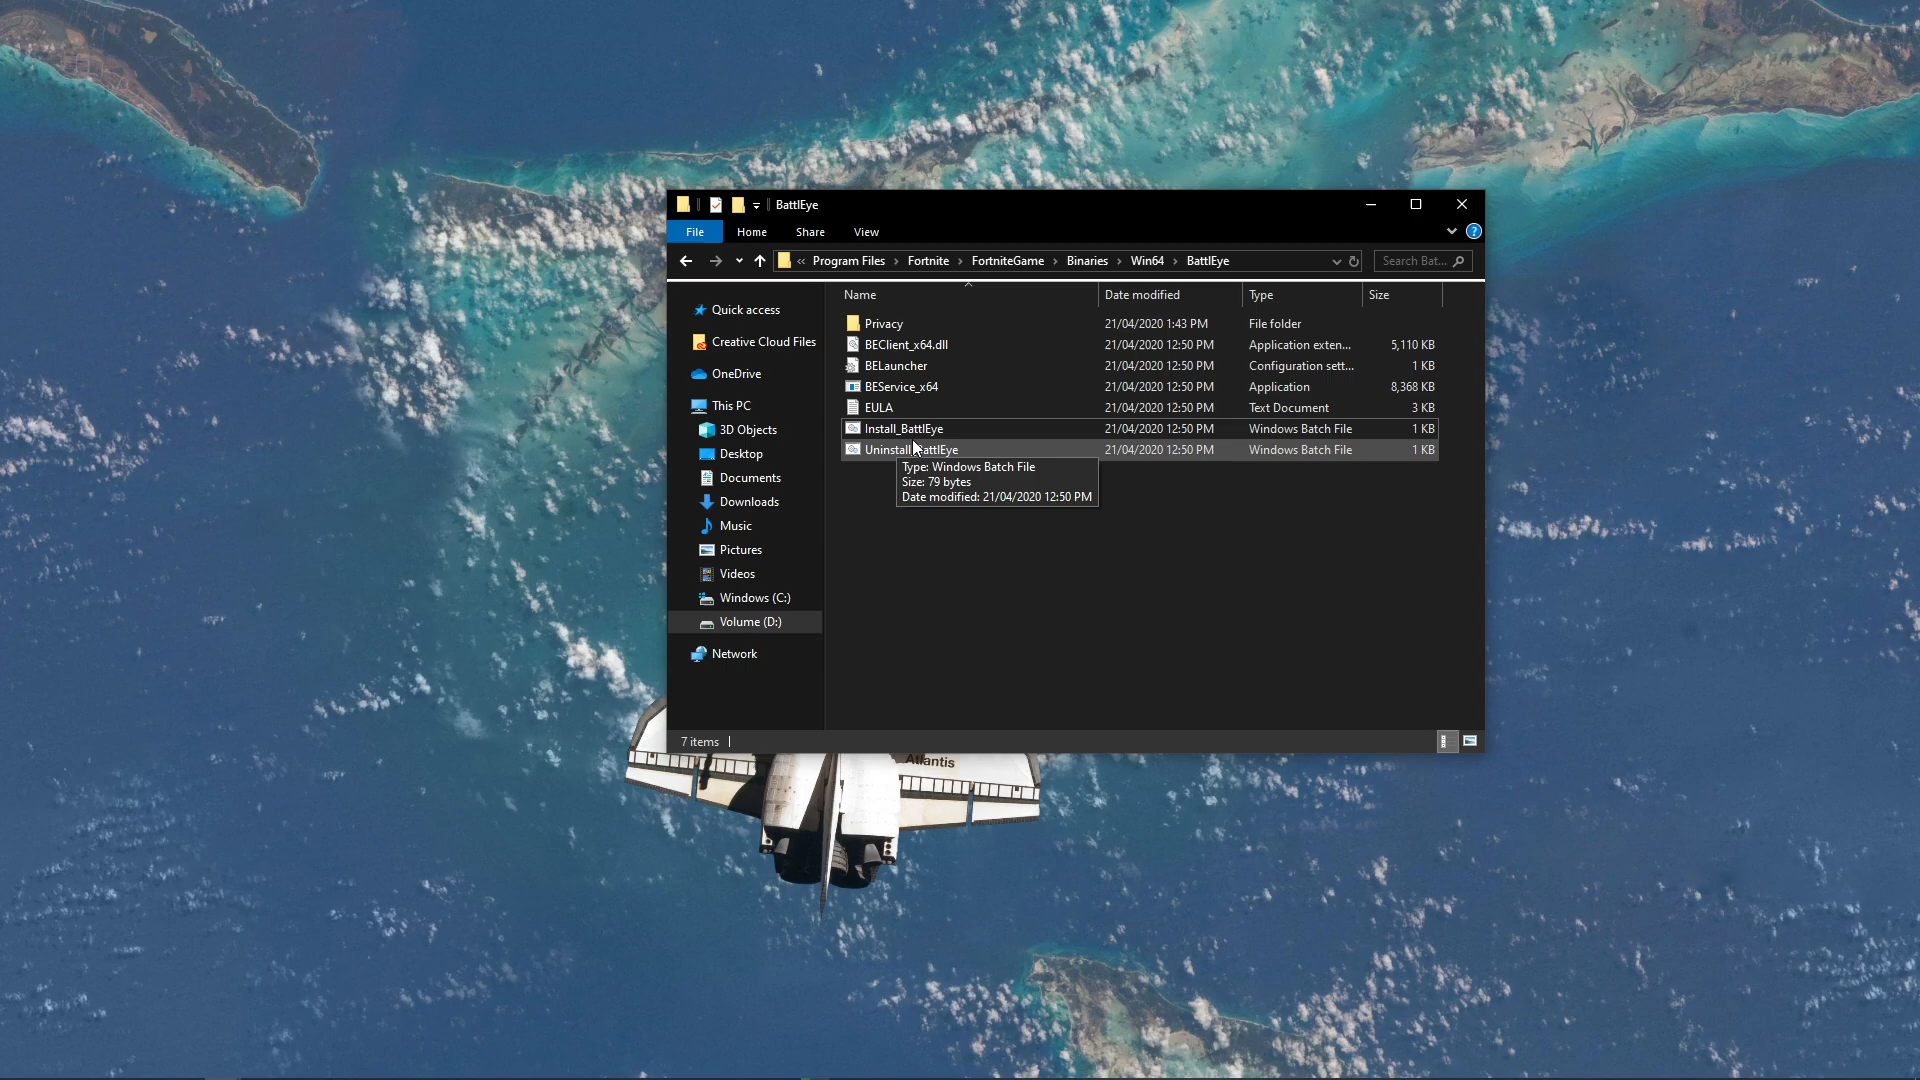 BattlEye
File Home Share View
« Program Files › Fortnite › FortniteGame › Binaries › Win64 › BattlEye
Search Bat...
Name Date modified Type Size
Quick access
Creative Cloud Files
OneDrive
This PC
3D Objects
Desktop
Documents
Downloads
Music
Pictures
Videos
Windows (C:)
Volume (D:)
Network
Privacy 21/04/2020 1:43 PM File folder
BEClient_x64.dll 21/04/2020 12:50 PM Application exten... 5,110 KB
BELauncher 21/04/2020 12:50 PM Configuration sett... 1 KB
BEService_x64 21/04/2020 12:50 PM Application 8,368 KB
EULA 21/04/2020 12:50 PM Text Document 3 KB
Install_BattlEye 21/04/2020 12:50 PM Windows Batch File 1 KB
Uninstall_BattlEye 21/04/2020 12:50 PM Windows Batch File 1 KB
Type: Windows Batch File
Size: 79 bytes
Date modified: 21/04/2020 12:50 PM
7 items
Atlantis